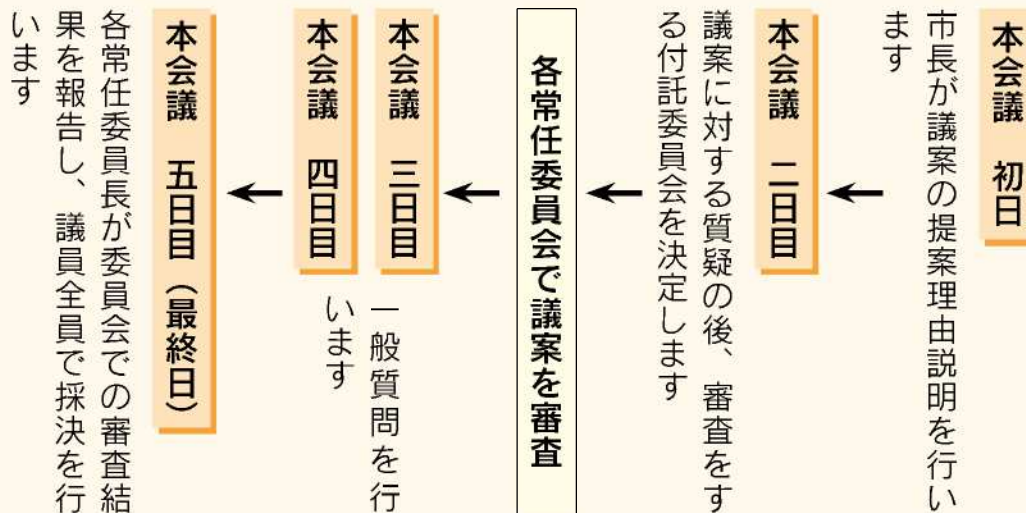 本会議　初日
市長が議案の提案理由説明を行い
ます
本会議　二日目
議案に対する質疑の後、審査をす
る付託委員会を決定します
各常任委員会で議案を審査
本会議　三日目
本会議　四日目
一般質問を行
います
本会議　五日目（最終日）
各常任委員長が委員会での審査結
果を報告し、議員全員で採決を行
います